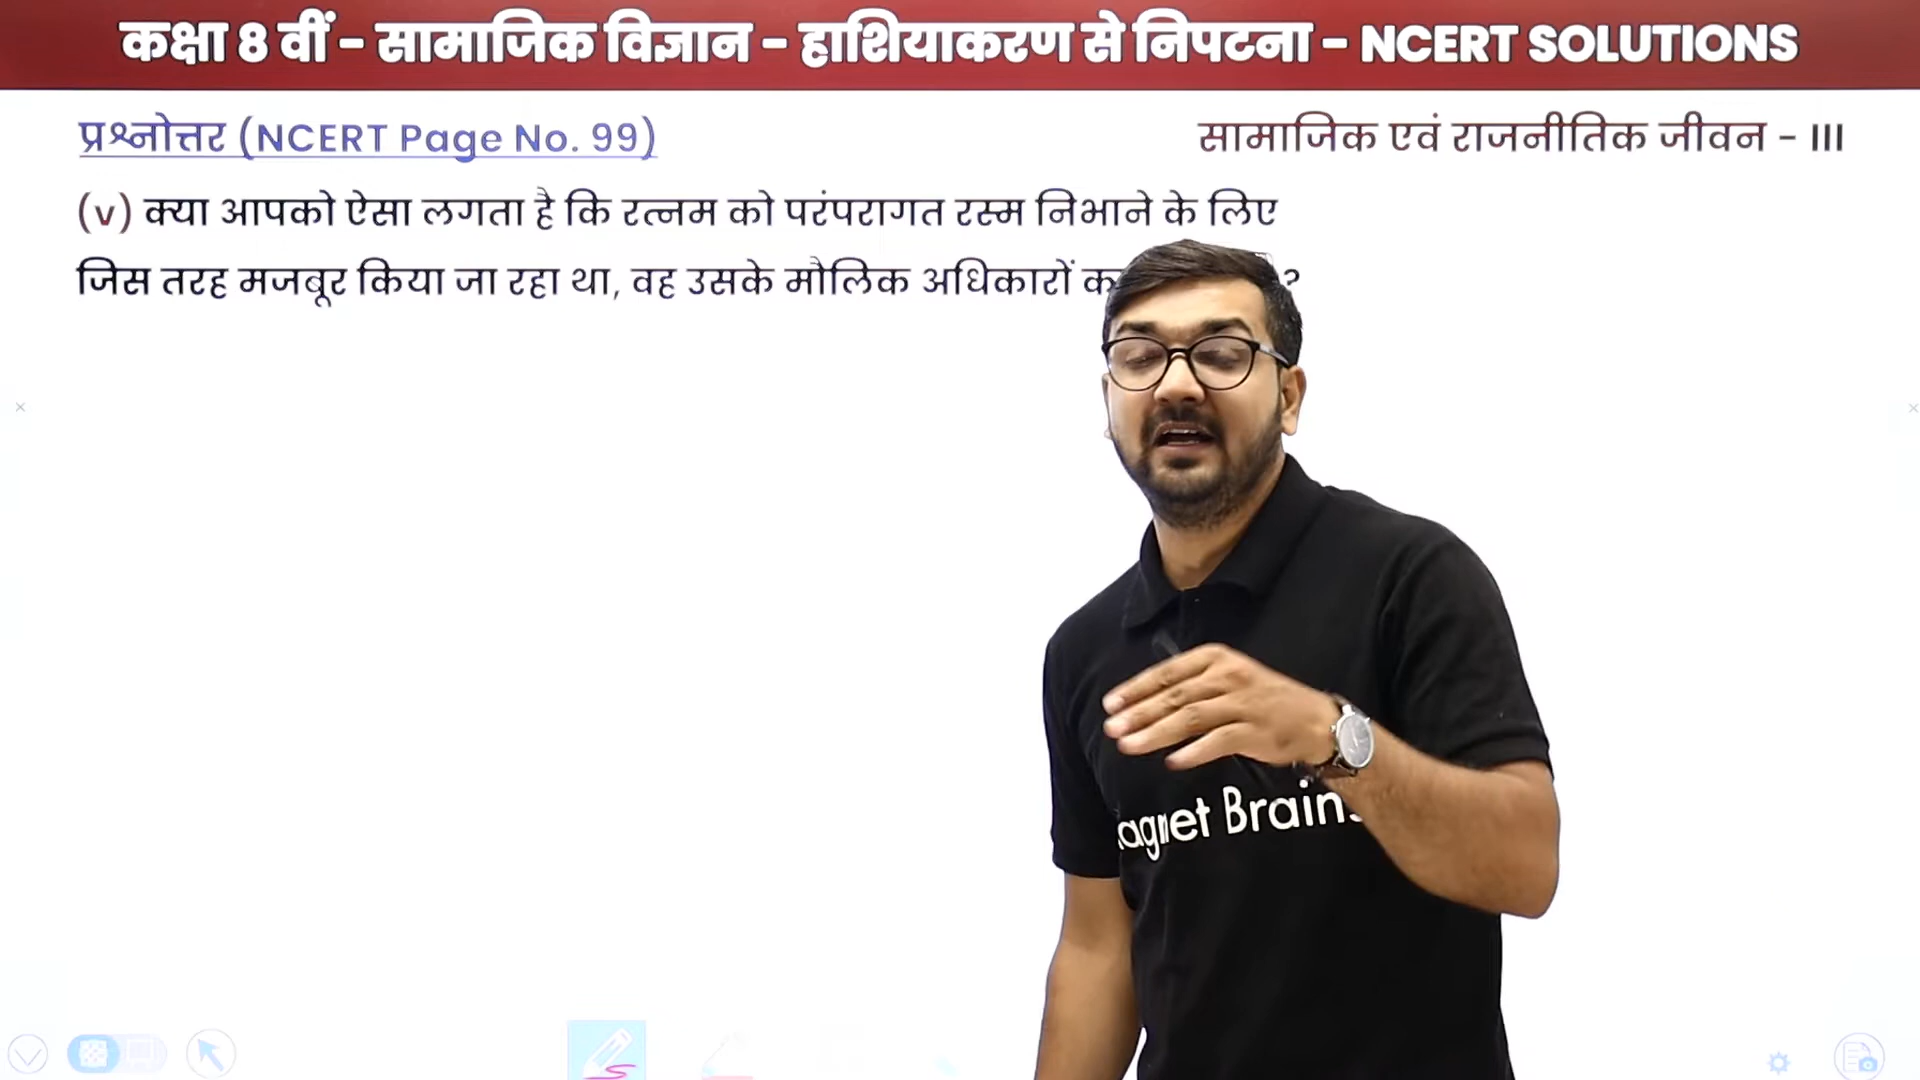 कक्षा 8 वीं - सामाजिक विज्ञान - हाशियाकरण से निपटना - NCERT SOLUTIONS
प्रश्नोत्तर (NCERT Page No. 99)
सामाजिक एवं राजनीतिक जीवन - III
(v) क्या आपको ऐसा लगता है कि रत्नम को परंपरागत रस्म निभाने के लिए
जिस तरह मजबूर किया जा रहा था, वह उसके मौलिक अधिकारों ?
agnet Brains